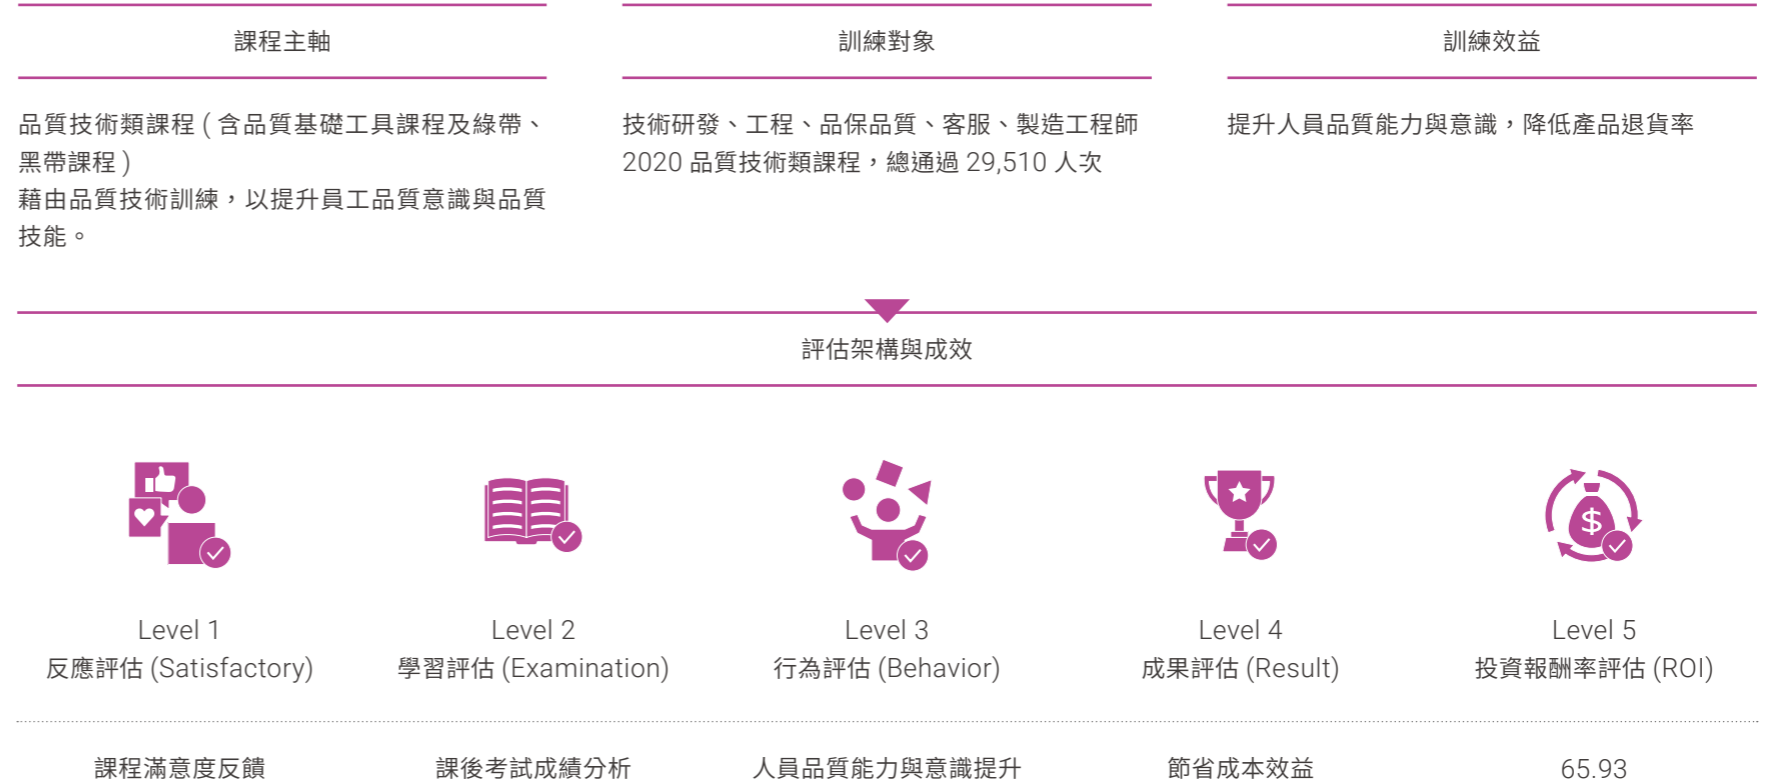 課程主軸
品質技術類課程 ( 含品質基礎工具課程及綠帶、
黑帶課程 )
藉由品質技術訓練，以提升員工品質意識與品質
技能。
訓練對象
技術研發、工程、品保品質、客服、製造工程師
2020 品質技術類課程，總通過 29,510 人次
訓練效益
提升人員品質能力與意識，降低產品退貨率
評估架構與成效
$
Level 1
反應評估 (Satisfactory)
課程滿意度反饋
Level 2
學習評估 (Examination)
課後考試成績分析
Level 3
行為評估 (Behavior)
人員品質能力與意識提升
Level 4
成果評估 (Result)
節省成本效益
Level 5
投資報酬率評估 (ROI)
65.93